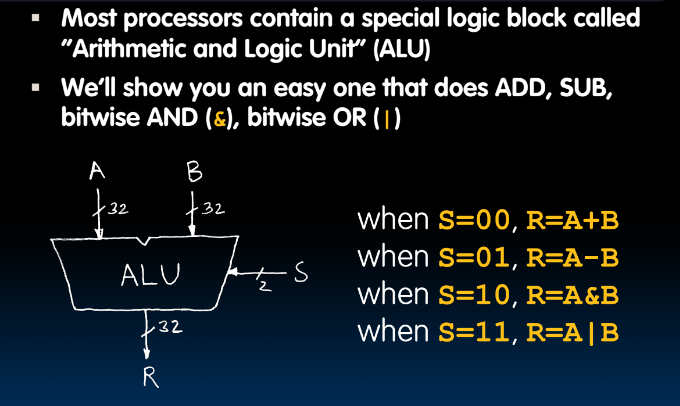 Most processors contain a special logic block called
“Arithmetic and Logic Unit” (ALU)
We’ll show you an easy one that does ADD, SUB,
bitwise AND (&), bitwise OR (|)
A B
32 32
ALU
S
2
32
R
when S=00, R=A+B
when S=01, R=A-B
when S=10, R=A&B
when S=11, R=A|B